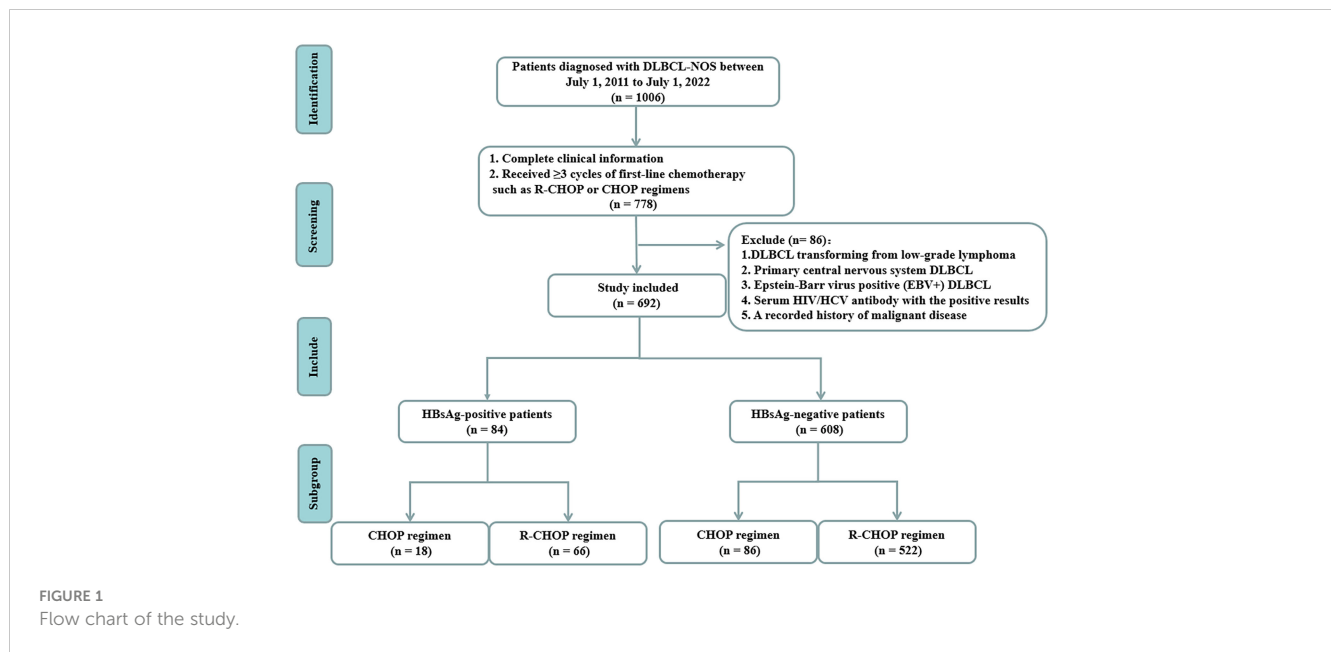 Identification
Patients diagnosed with DLBCL-NOS between
July 1, 2011 to July 1, 2022
(n = 1006)
1. Complete clinical information
2. Received ≥3 cycles of first-line chemotherapy
such as R-CHOP or CHOP regimens
(n = 778)
Screening
Exclude (n= 86):
1.DLBCL transforming from low-grade lymphoma
2. Primary central nervous system DLBCL
3. Epstein-Barr virus positive (EBV+) DLBCL
4. Serum HIV/HCV antibody with the positive results
5. A recorded history of malignant disease
Study included
(n = 692)
Include
HBsAg-positive patients
(n = 84)
HBsAg-negative patients
(n = 608)
Subgroup
CHOP regimen
(n = 18)
R-CHOP regimen
(n = 66)
CHOP regimen
(n = 86)
R-CHOP regimen
(n = 522)
FIGURE 1
Flow chart of the study.